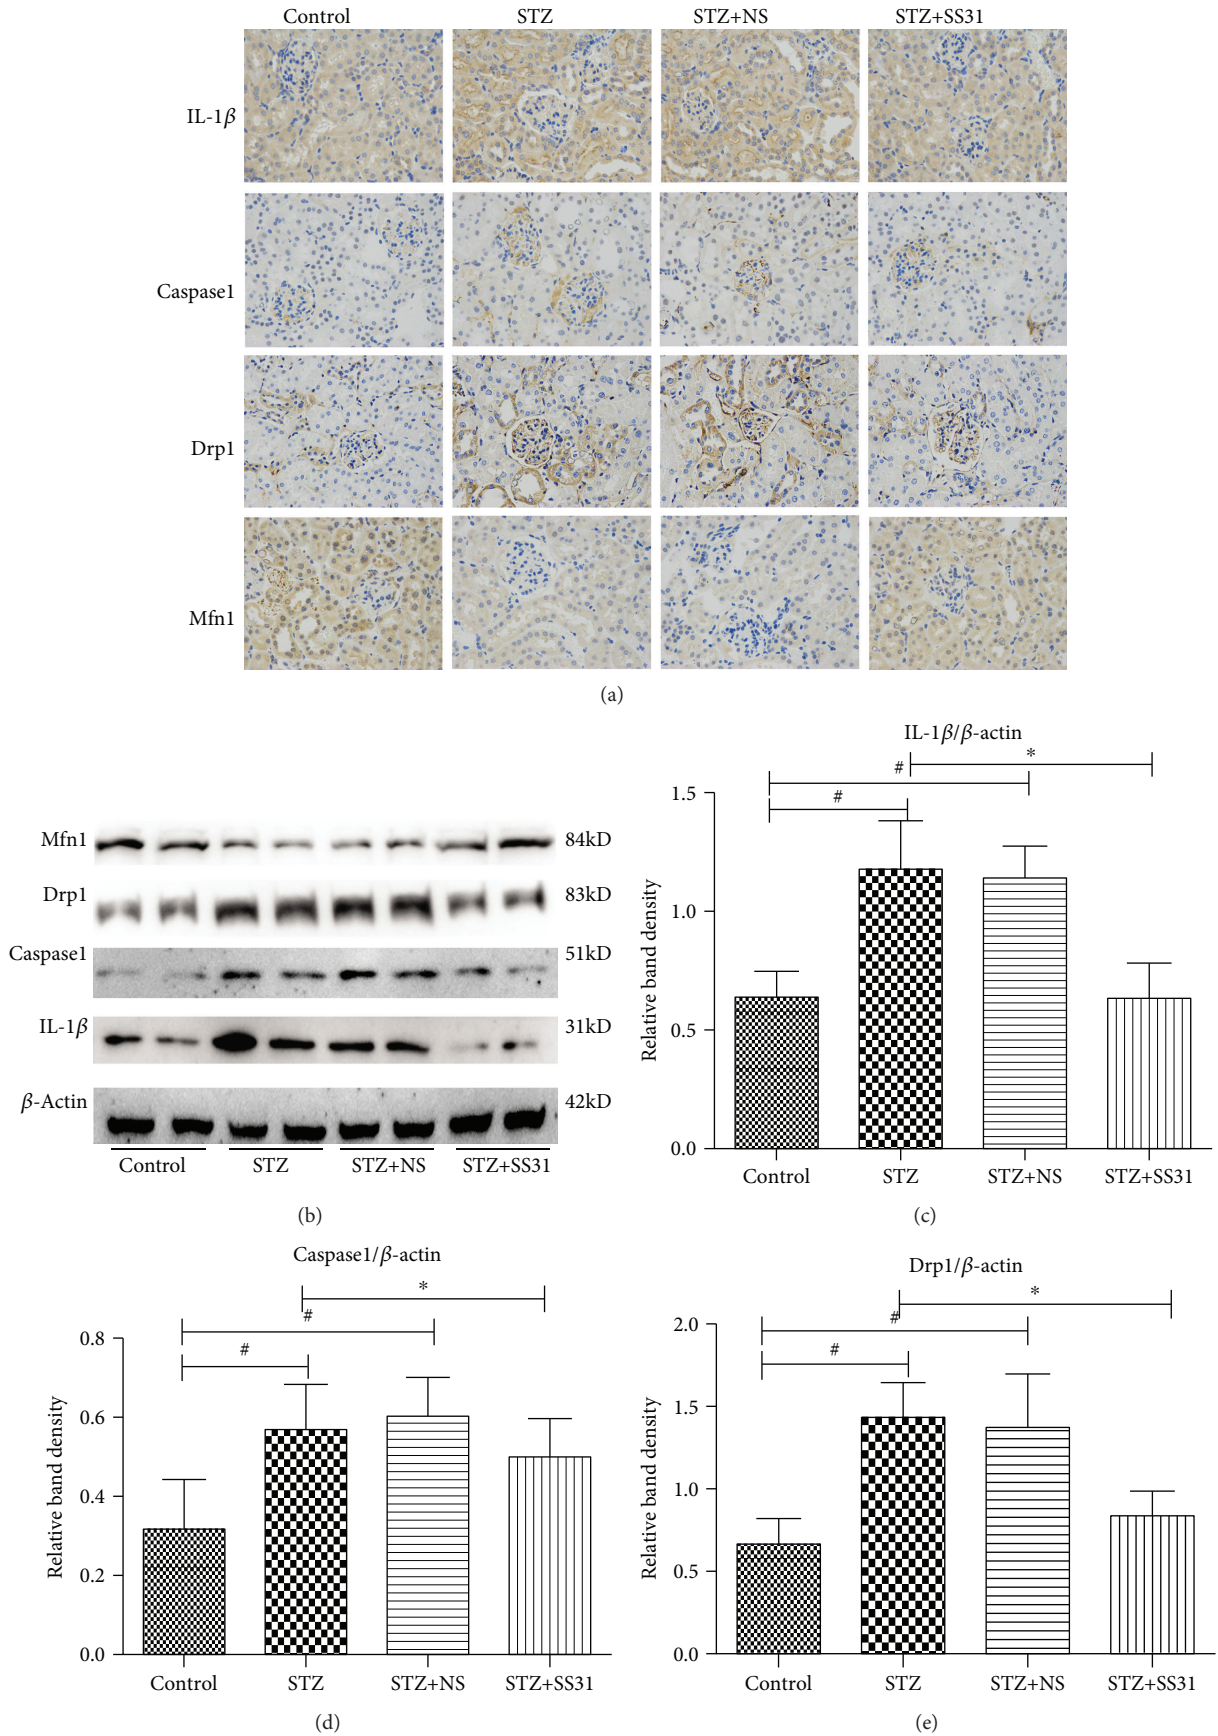 Control STZ STZ+NS STZ+SS31
IL-1β
Caspase1
Drp1
Mfn1
(a)
Mfn1 84kD
Drp1 83kD
Caspase1 51kD
IL-1β 31kD
β-Actin 42kD
Control STZ STZ+NS STZ+SS31
(b)
IL-1β/β-actin
*
#
#
1.5
1.0
0.5
0.0
Relative band density
Control STZ STZ+NS STZ+SS31
(c)
Caspase1/β-actin
*
#
#
0.8
0.6
0.4
0.2
0.0
Relative band density
Control STZ STZ+NS STZ+SS31
(d)
Drp1/β-actin
*
#
#
2.0
1.5
1.0
0.5
0.0
Relative band density
Control STZ STZ+NS STZ+SS31
(e)